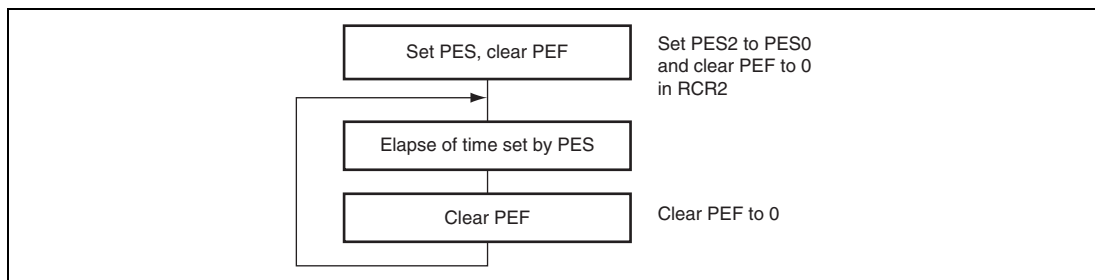 Set PES, clear PEF
Set PES2 to PES0
and clear PEF to 0
in RCR2
Elapse of time set by PES
Clear PEF
Clear PEF to 0